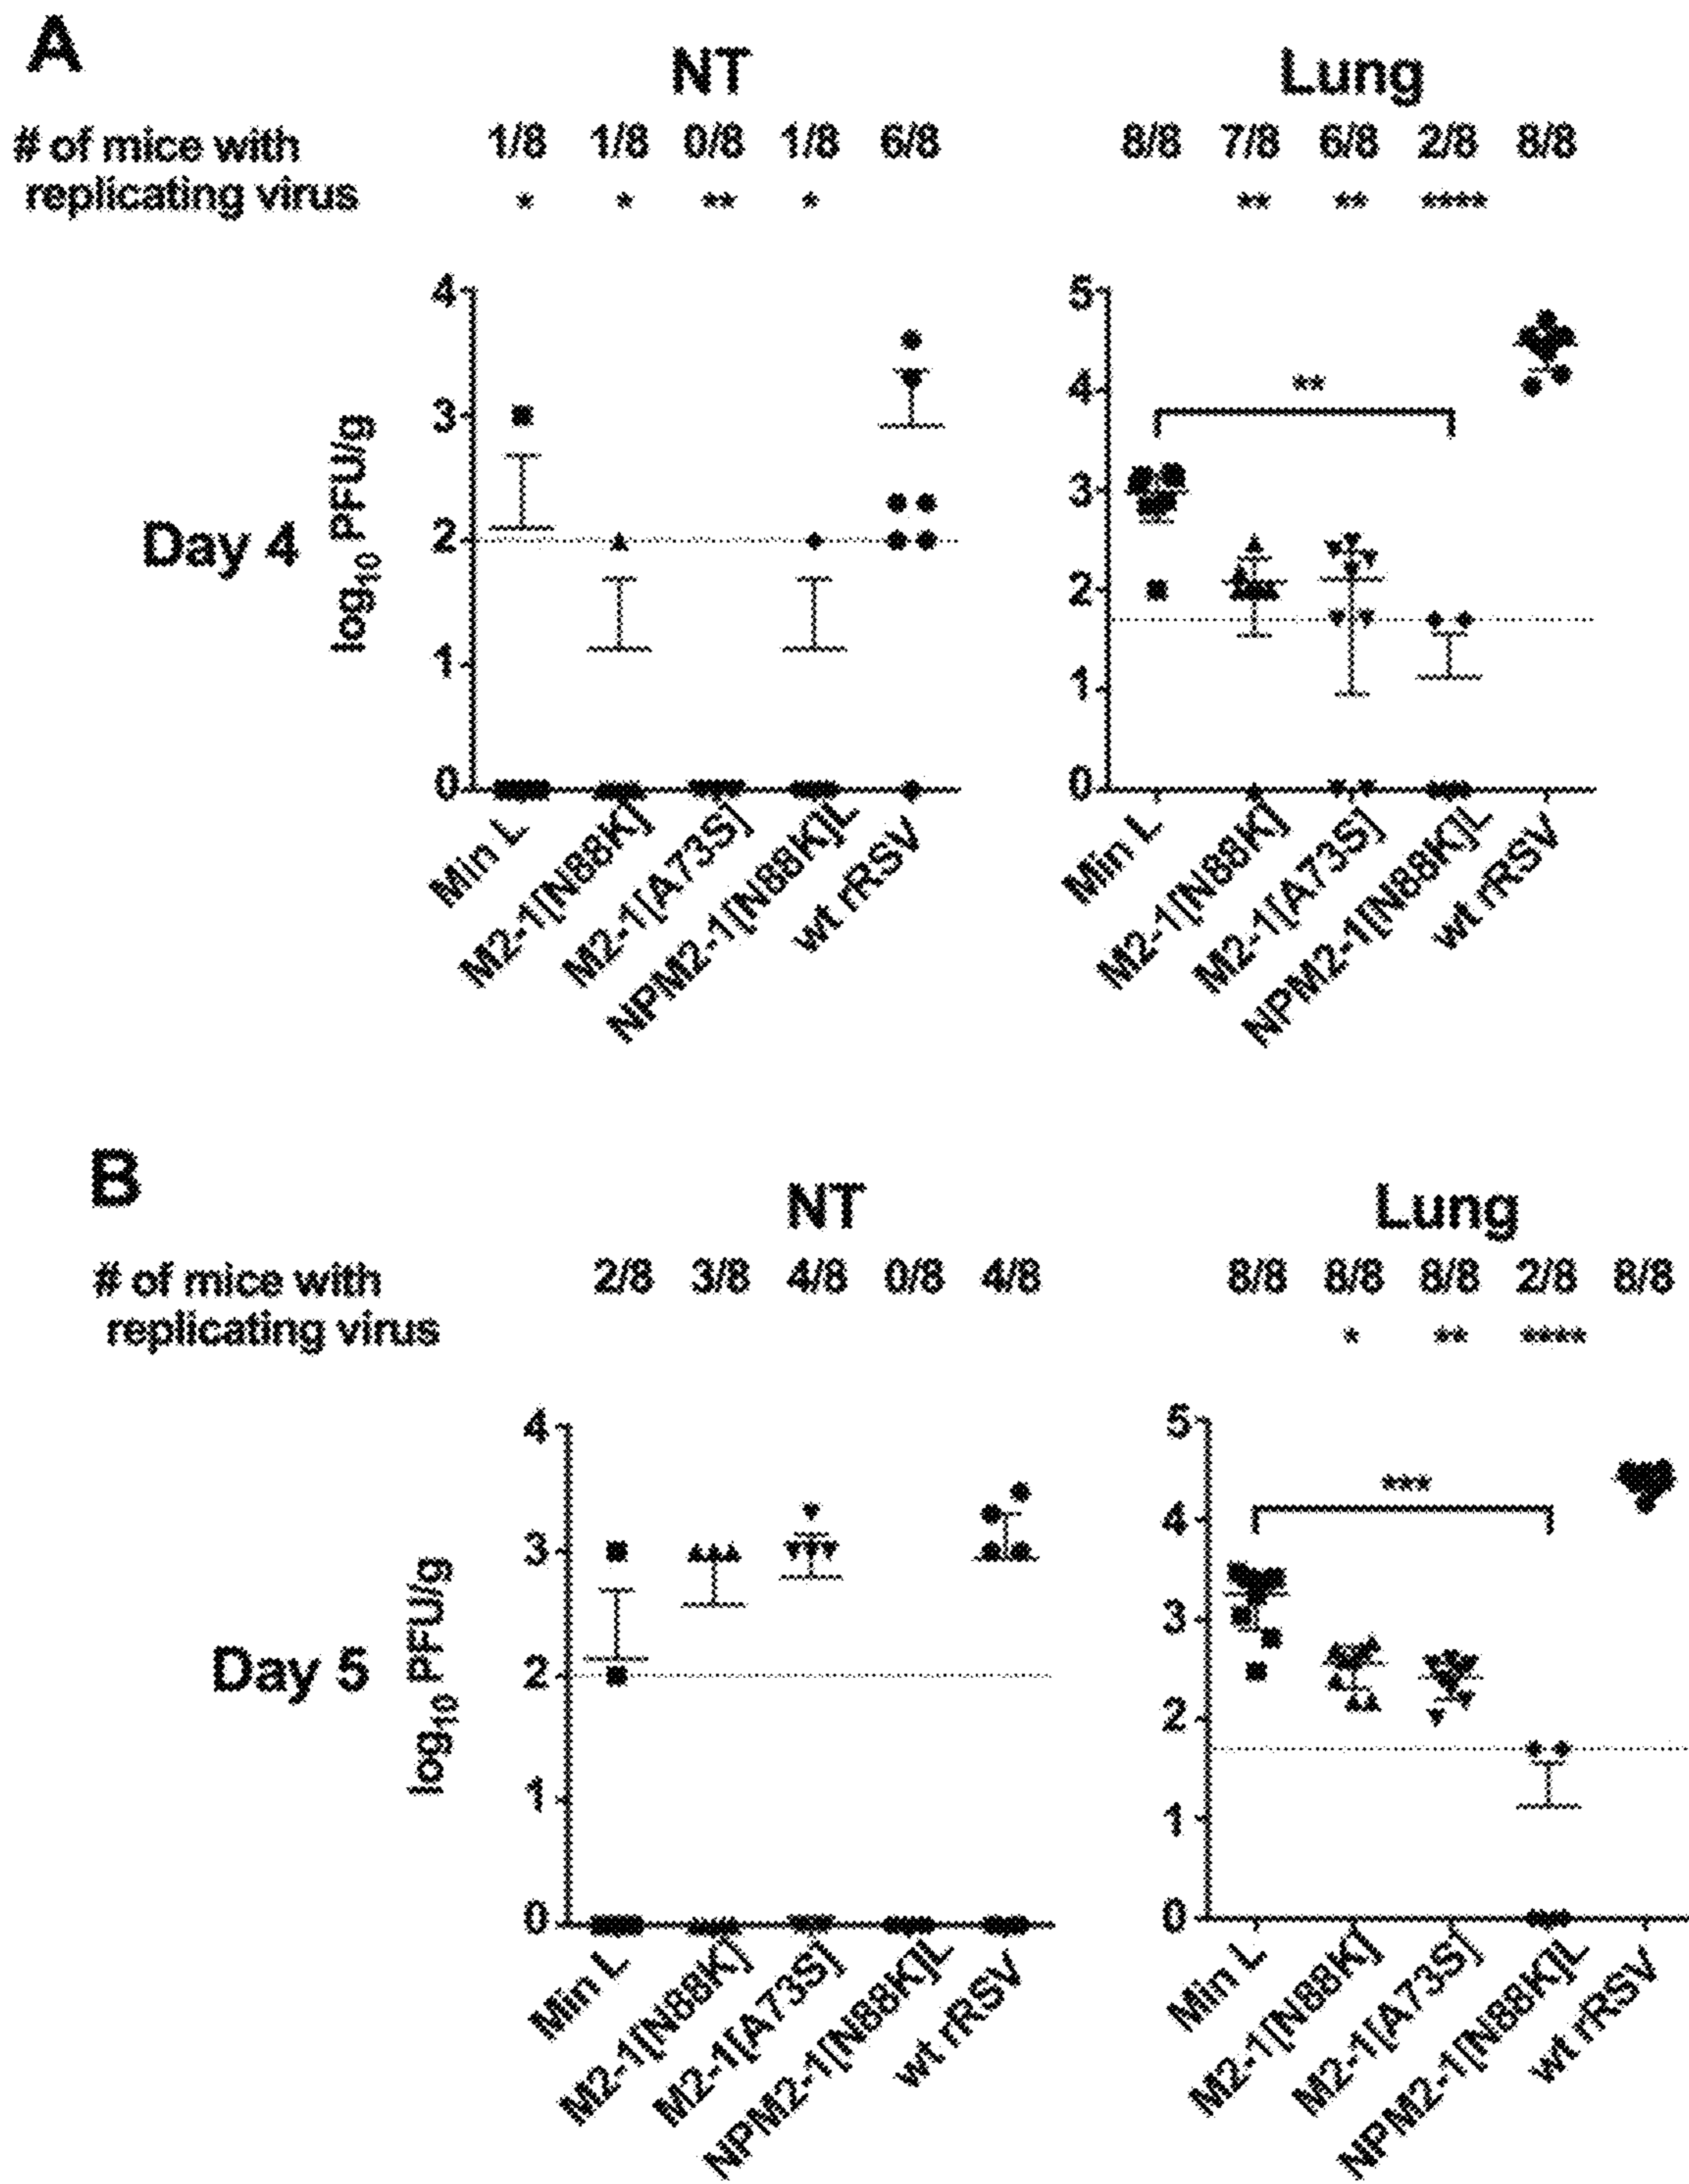 A
NT
Lung
# of mice with replicating virus
1/8 1/8 0/8 1/8 6/8
* * ** *
8/8 7/8 6/8 2/8 8/8
** ** ****
Day 4
log10 PFU/g
4
3
2
1
0
Min L
M2-1[N88K]
M2-1[A73S]
NPM2-1[N88K]L
wt rRSV
**
5
4
3
2
1
0
Min L
M2-1[N88K]
M2-1[A73S]
NPM2-1[N88K]L
wt rRSV
B
NT
Lung
# of mice with replicating virus
2/8 3/8 4/8 0/8 4/8
8/8 8/8 8/8 2/8 8/8
* ** ****
Day 5
log10 PFU/g
4
3
2
1
0
Min L
M2-1[N88K]
M2-1[A73S]
NPM2-1[N88K]L
wt rRSV
***
5
4
3
2
1
0
Min L
M2-1[N88K]
M2-1[A73S]
NPM2-1[N88K]L
wt rRSV